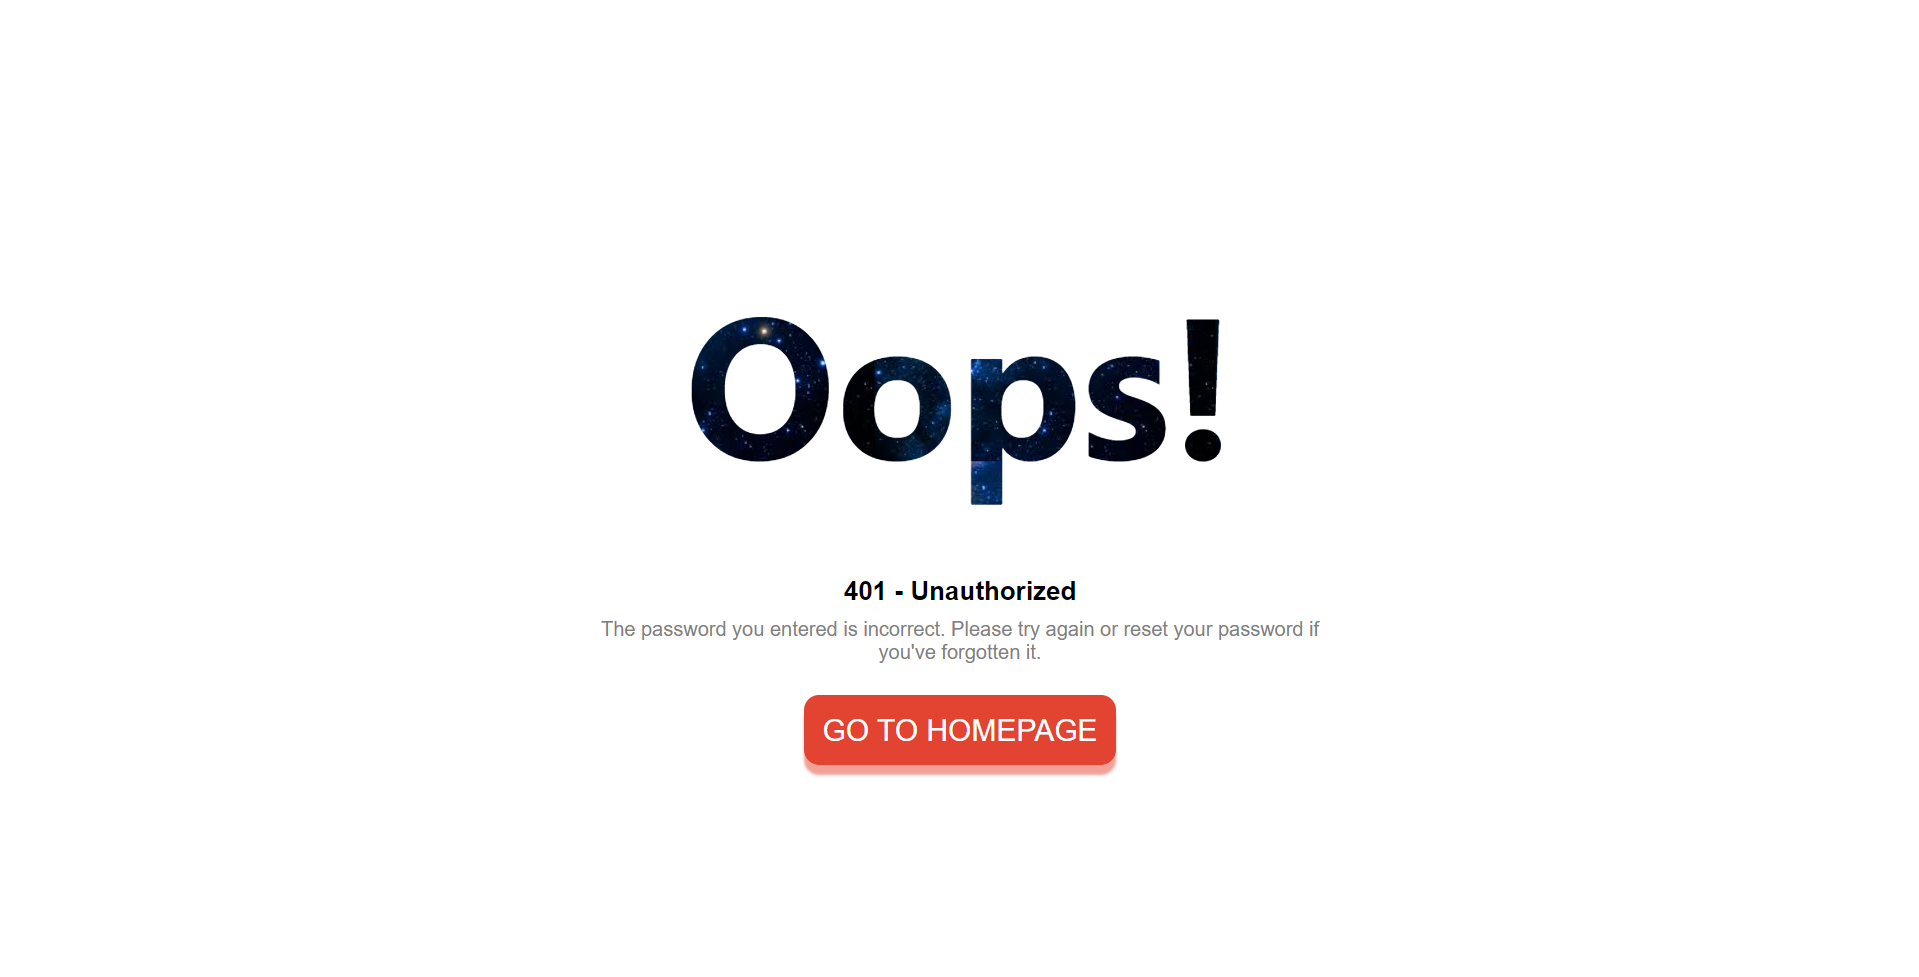 Oops!
401 - Unauthorized
The password you entered is incorrect. Please try again or reset your password if
you've forgotten it.
GO TO HOMEPAGE